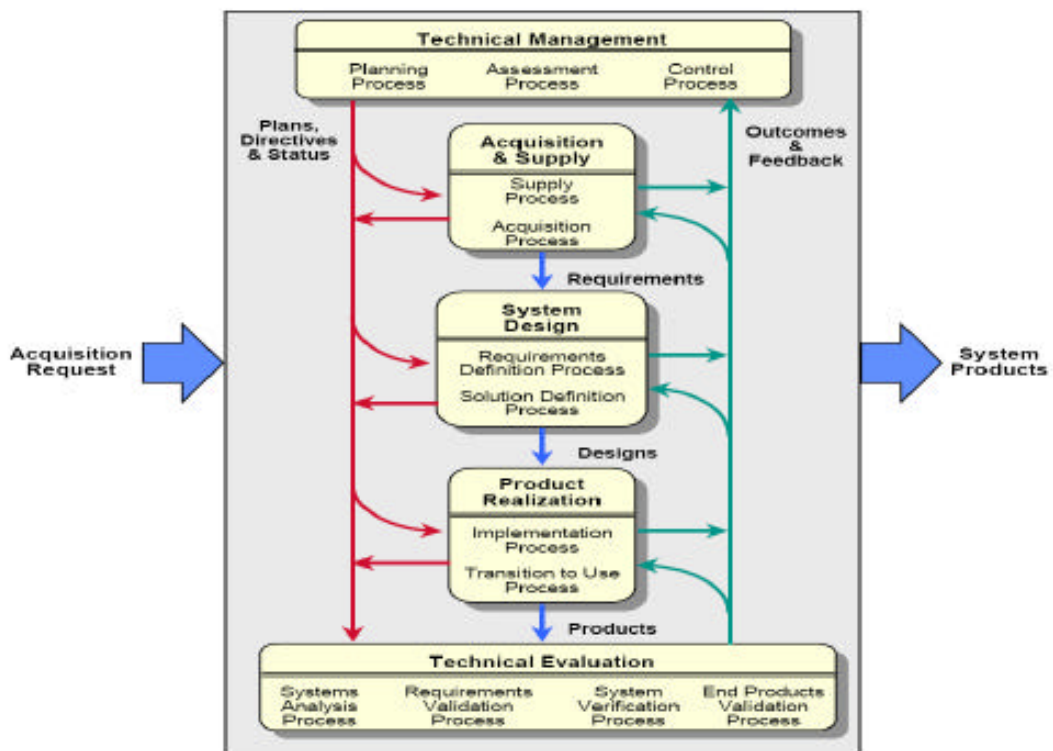 Technical Management
Planning
Process
Assessment
Process
Control
Process
Plans,
Directives
& Status
Outcomes
&
Feedback
Acquisition
& Supply
Supply
Process
Acquisition
Process
Requirements
System
Design
Requirements
Definition Process
Solution Definition
Process
Acquisition
Request
System
Products
Designs
Product
Realization
Implementation
Process
Transition to Use
Process
Products
Technical Evaluation
Systems
Analysis
Process
Requirements
Validation
Process
System
Verification
Process
End Products
Validation
Process